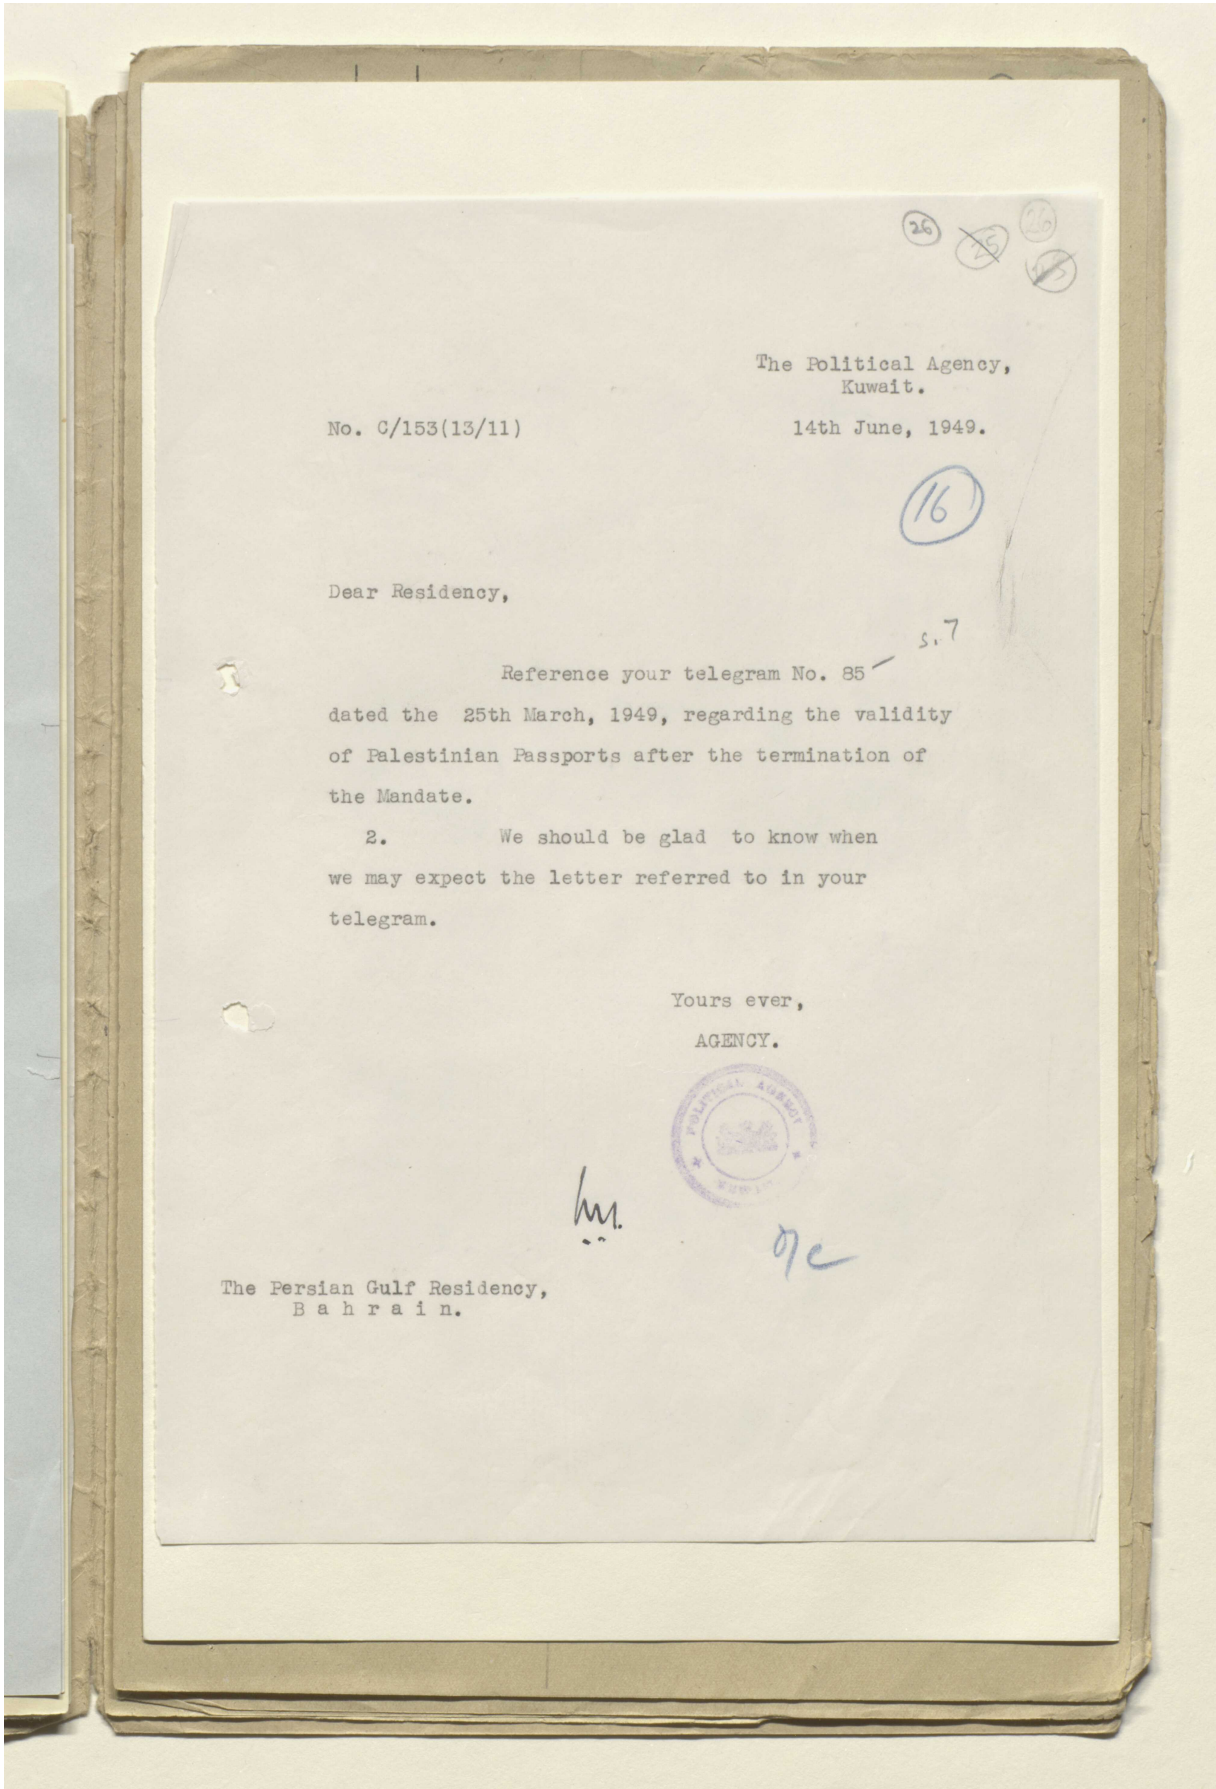 26
25
26
The Political Agency,
Kuwait.
No. C/153(13/11)
14th June, 1949.
16
Dear Residency,
s.7
Reference your telegram No. 85
dated the 25th March, 1949, regarding the validity
of Palestinian Passports after the termination of
the Mandate.
2. We should be glad to know when
we may expect the letter referred to in your
telegram.
Yours ever,
AGENCY.
POLITICAL AGENCY
o/c
The Persian Gulf Residency,
Bahrain.